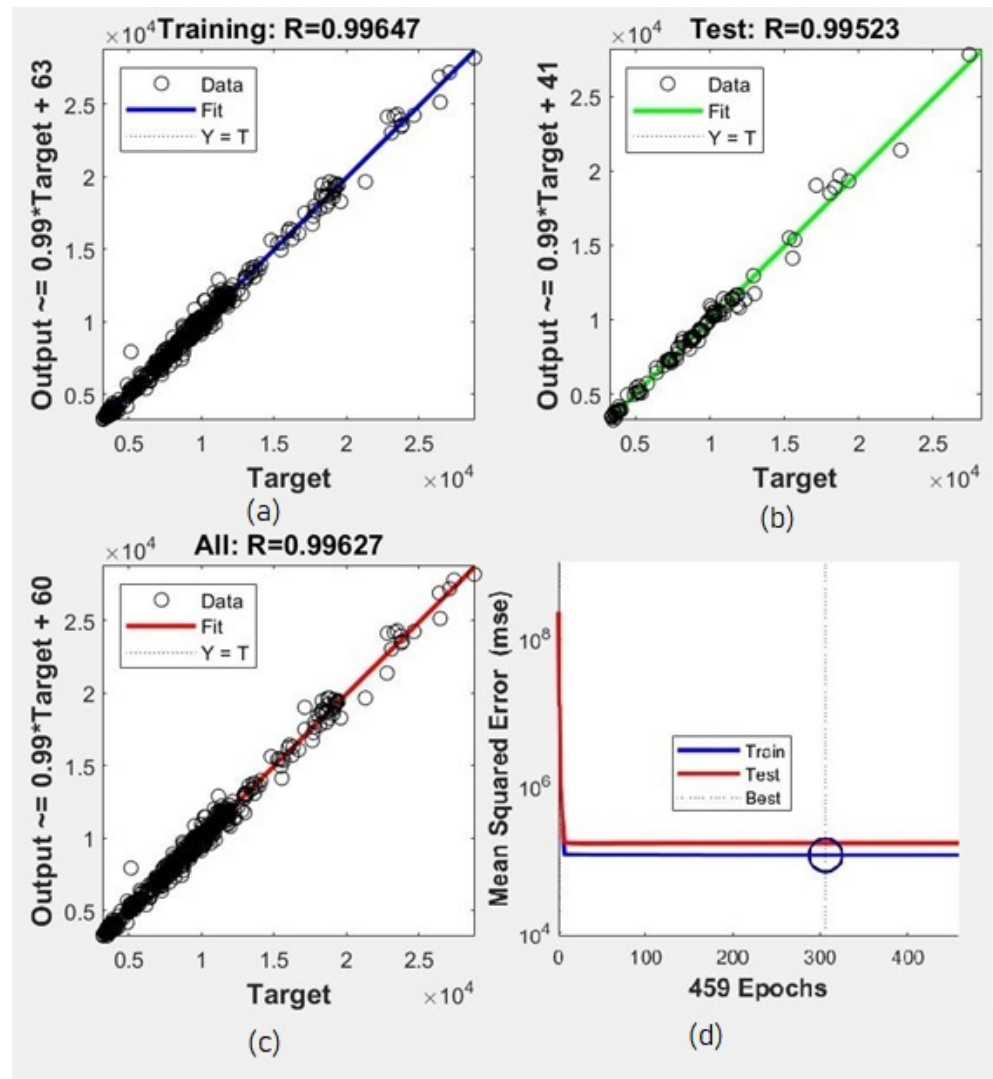 ×10⁴ Training: R=0.99647
Output ~= 0.99*Target + 63
Data
Fit
Y = T
2.5
2
1.5
1
0.5
0.5 1 1.5 2 2.5
Target ×10⁴
(a)
×10⁴ Test: R=0.99523
Output ~= 0.99*Target + 41
Data
Fit
Y = T
2.5
2
1.5
1
0.5
0.5 1 1.5 2 2.5
Target ×10⁴
(b)
×10⁴ All: R=0.99627
Output ~= 0.99*Target + 60
Data
Fit
Y = T
2.5
2
1.5
1
0.5
0.5 1 1.5 2 2.5
Target ×10⁴
(c)
Mean Squared Error (mse)
10⁸
10⁶
10⁴
Train
Test
Best
0 100 200 300 400
459 Epochs
(d)